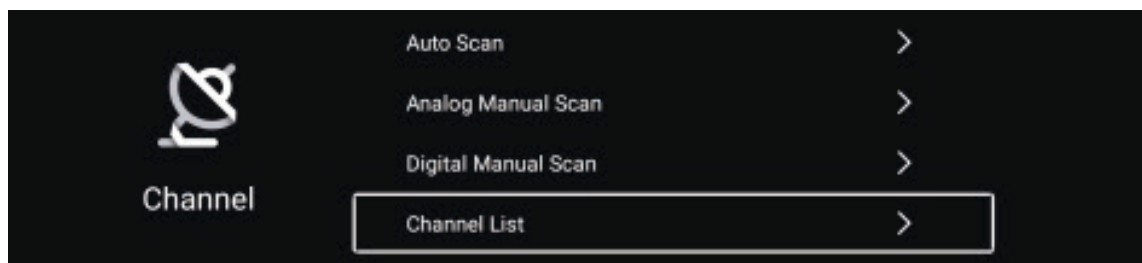 Channel
Auto Scan
Analog Manual Scan
Digital Manual Scan
Channel List